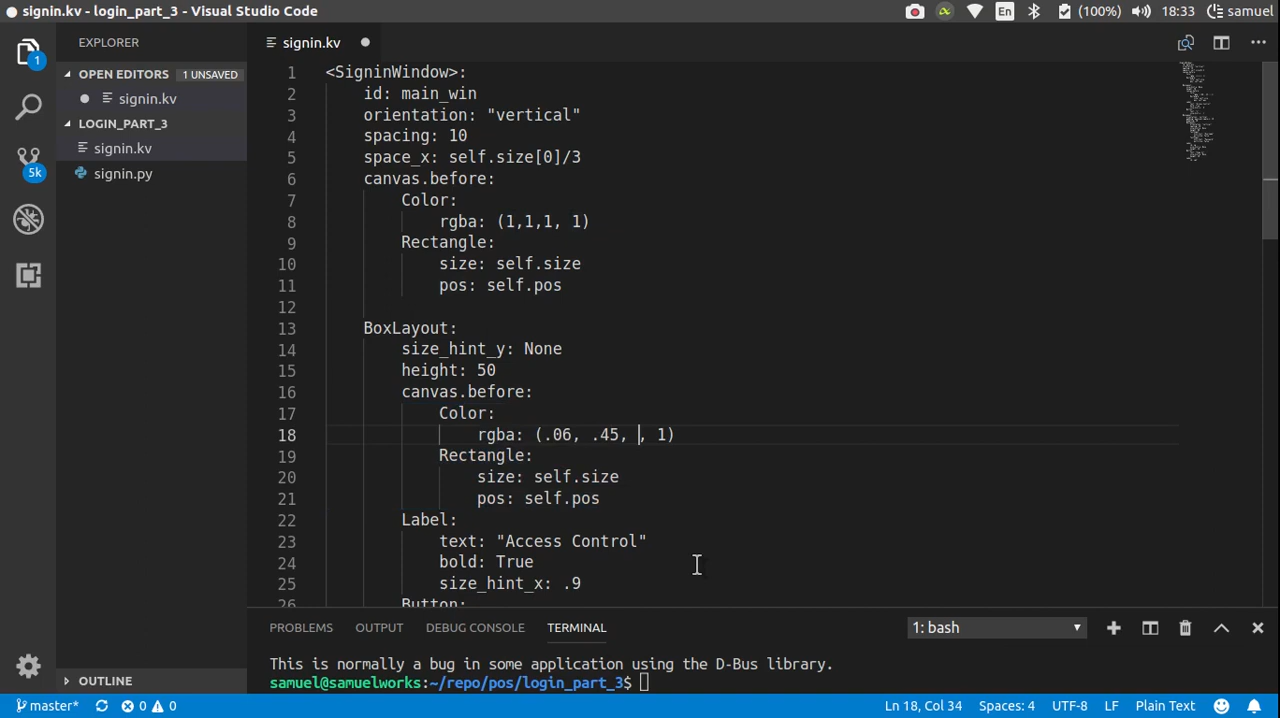 signin.kv - login_part_3 - Visual Studio Code
En
(100%)
18:33
samuel
EXPLORER
1
OPEN EDITORS
1 UNSAVED
signin.kv
LOGIN_PART_3
signin.kv
signin.py
5k
OUTLINE
signin.kv
1 <SigninWindow>:
2 id: main_win
3 orientation: "vertical"
4 spacing: 10
5 space_x: self.size[0]/3
6 canvas.before:
7 Color:
8 rgba: (1,1,1, 1)
9 Rectangle:
10 size: self.size
11 pos: self.pos
12
13 BoxLayout:
14 size_hint_y: None
15 height: 50
16 canvas.before:
17 Color:
18 rgba: (.06, .45, , 1)
19 Rectangle:
20 size: self.size
21 pos: self.pos
22 Label:
23 text: "Access Control"
24 bold: True
25 size_hint_x: .9
26 Button:
PROBLEMS OUTPUT DEBUG CONSOLE TERMINAL
1: bash
This is normally a bug in some application using the D-Bus library.
samuel@samuelworks:~/repo/pos/login_part_3$
master*
0 0
Ln 18, Col 34 Spaces: 4 UTF-8 LF Plain Text